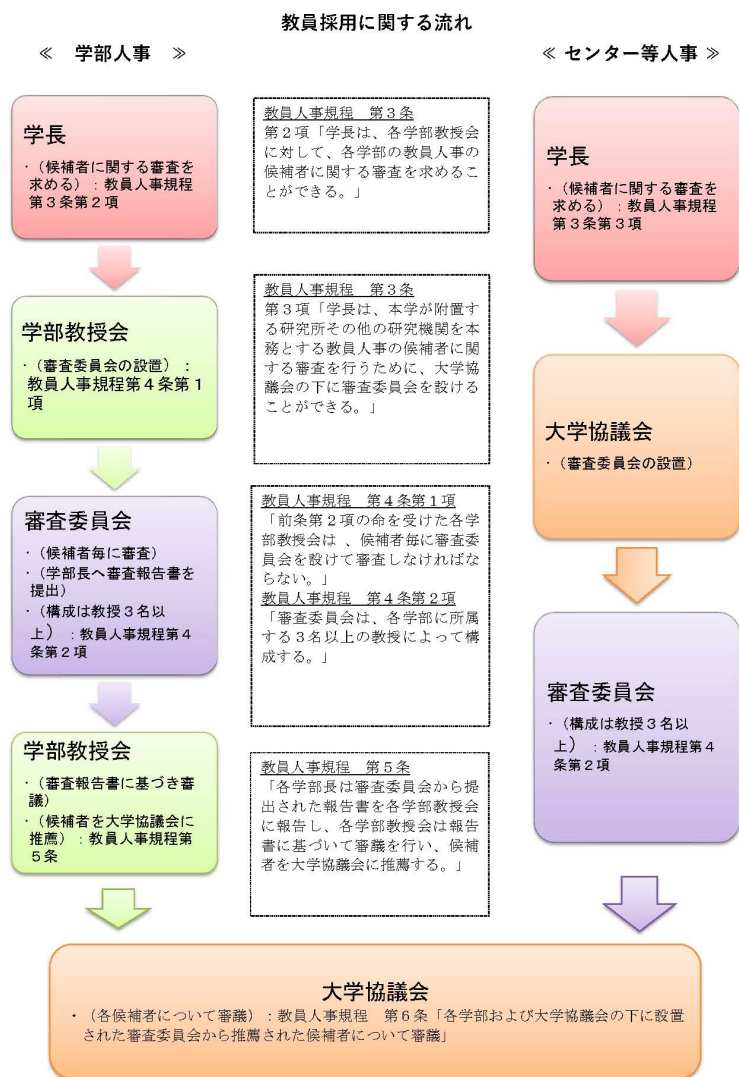 教員採用に関する流れ
≪　学部人事　≫
≪ センター等人事 ≫
学長
・（候補者に関する審査を
求める）：教員人事規程
第３条第２項
学部教授会
・（審査委員会の設置）：
教員人事規程第４条第１
項
審査委員会
・（候補者毎に審査）
・（学部長へ審査報告書を
提出）
・（構成は教授３名以
上）：教員人事規程第４
条第２項
学部教授会
・（審査報告書に基づき審
議）
・（候補者を大学協議会に
推薦）：教員人事規程第
５条
教員人事規程　第３条
第２項「学長は、各学部教授会
に対して、各学部の教員人事の
候補者に関する審査を求めるこ
とができる。」
教員人事規程　第３条
第３項「学長は、本学が附置す
る研究所その他の研究機関を本
務とする教員人事の候補者に関
する審査を行うために、大学協
議会の下に審査委員会を設ける
ことができる。」
教員人事規程　第４条第１項
「前条第２項の命を受けた各学
部教授会は 、候補者毎に審査委
員会を設けて審査しなければな
らない。」
教員人事規程　第４条第２項
「審査委員会は、各学部に所属
する３名以上の教授によって構
成する。」
教員人事規程　第５条
「各学部長は審査委員会から提
出された報告書を各学部教授会
に報告し、各学部教授会は報告
書に基づいて審議を行い、候補
者を大学協議会に推薦する。」
学長
・（候補者に関する審査を
求める）：教員人事規程
第３条第３項
大学協議会
・（審査委員会の設置）
審査委員会
・（構成は教授３名以
上）：教員人事規程第４
条第２項
大学協議会
・（各候補者について審議）：教員人事規程　第６条「各学部および大学協議会の下に設置
された審査委員会から推薦された候補者について審議」